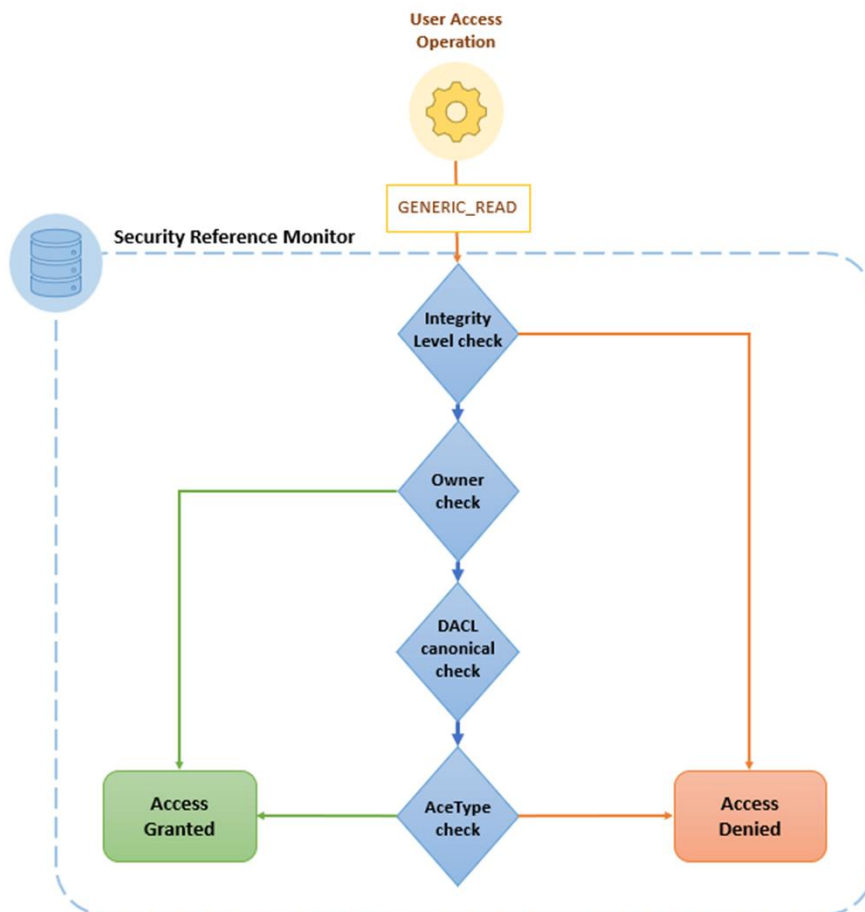 User Access
Operation
GENERIC_READ
Security Reference Monitor
Integrity
Level check
Owner
check
DACL
canonical
check
Access
Granted
AceType
check
Access
Denied